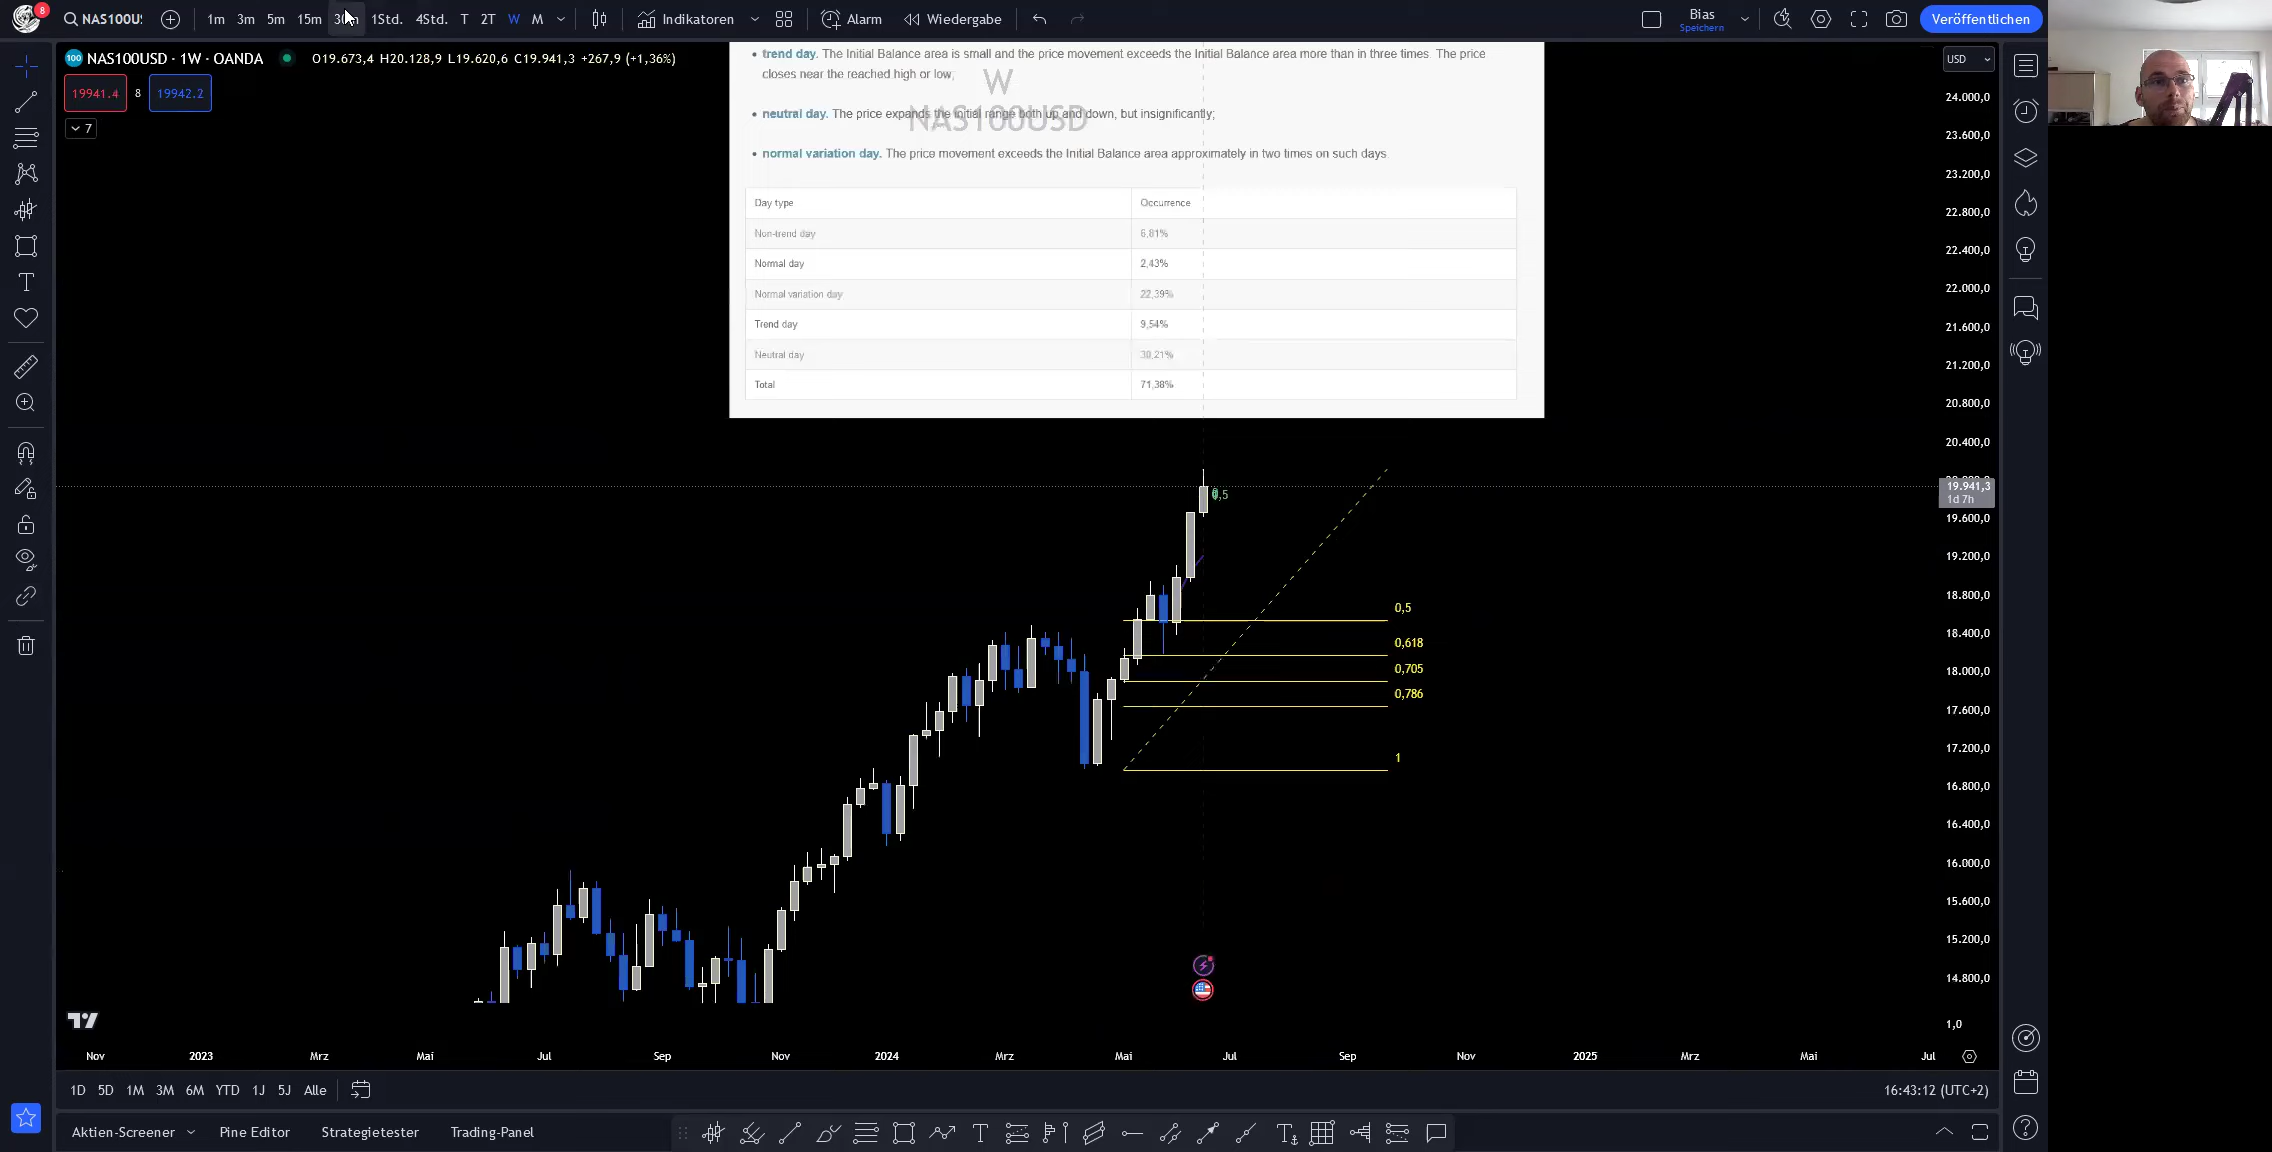 8
NAS100U
1m 3m 5m 15m 30m 1Std. 4Std. T 2T W M
Indikatoren
Alarm
Wiedergabe
Bias
Speichern
Veröffentlichen
100 NAS100USD · 1W · OANDA
O19.673,4 H20.128,9 L19.620,6 C19.941,3 +267,9 (+1,36%)
19941.4 8 19942.2
7
W
NAS100USD
• trend day. The Initial Balance area is small and the price movement exceeds the Initial Balance area more than in three times. The price
closes near the reached high or low;
• neutral day. The price expands the initial range both up and down, but insignificantly;
• normal variation day. The price movement exceeds the Initial Balance area approximately in two times on such days.
Day type Occurrence
Non-trend day 6,81%
Normal day 2,43%
Normal variation day 22,39%
Trend day 9,54%
Neutral day 30,21%
Total 71,38%
USD
24.000,0
23.600,0
23.200,0
22.800,0
22.400,0
22.000,0
21.600,0
21.200,0
20.800,0
20.400,0
19.941,3
1d 7h
19.600,0
19.200,0
18.800,0
18.400,0
18.000,0
17.600,0
17.200,0
16.800,0
16.400,0
16.000,0
15.600,0
15.200,0
14.800,0
1,0
0,5
0,5
0,618
0,705
0,786
1
Nov 2023 Mrz Mai Jul Sep Nov 2024 Mrz Mai Jul Sep Nov 2025 Mrz Mai Jul
1D 5D 1M 3M 6M YTD 1J 5J Alle
16:43:12 (UTC+2)
Aktien-Screener Pine Editor Strategietester Trading-Panel